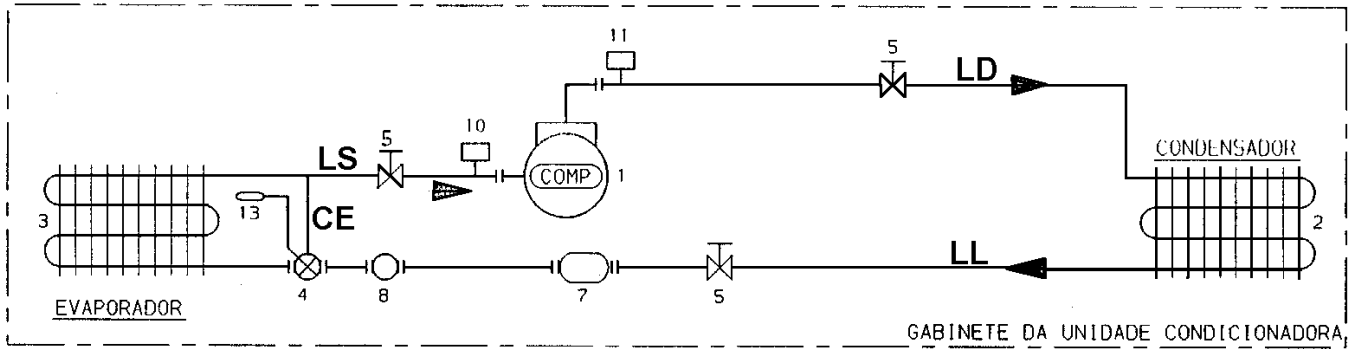 11
5
LD
10
5
LS
CONDENSADOR
COMP
1
13
CE
3
2
LL
4
8
7
5
EVAPORADOR
GABINETE DA UNIDADE CONDICIONADORA